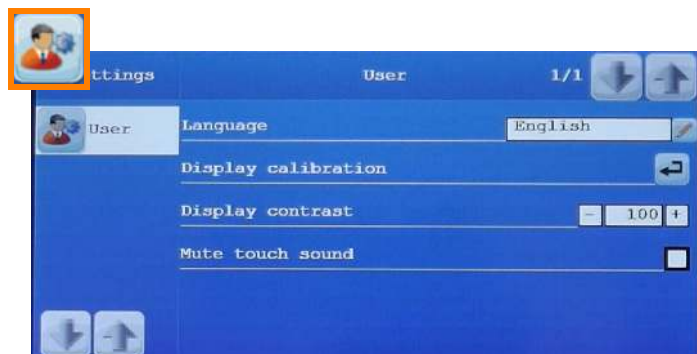 ttings User 1/1
User
Language English
Display calibration
Display contrast - 100 +
Mute touch sound